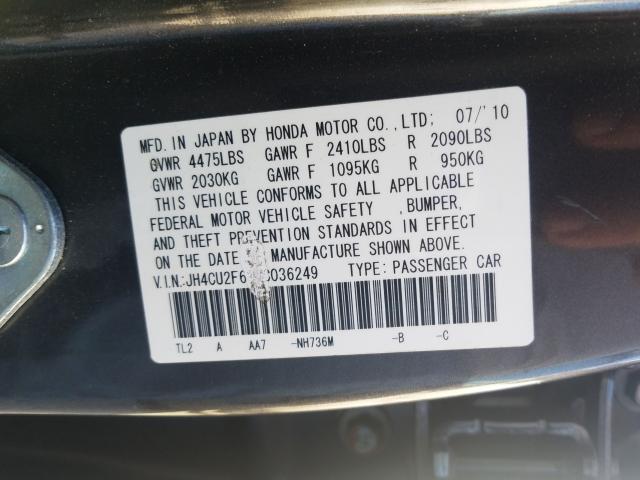 MFD. IN JAPAN BY HONDA MOTOR CO.,LTD; 07/'10
GVWR 4475LBS GAWR F 2410LBS R 2090LBS
GVWR 2030KG GAWR F 1095KG R 950KG
THIS VEHICLE CONFORMS TO ALL APPLICABLE
FEDERAL MOTOR VEHICLE SAFETY ,BUMPER,
AND THEFT PREVENTION STANDARDS IN EFFECT
ON THE DATE MANUFACTURE SHOWN ABOVE.
V.I.N.: TYPE: PASSENGER CAR
TL2 A AA7 -NH736M -B -C